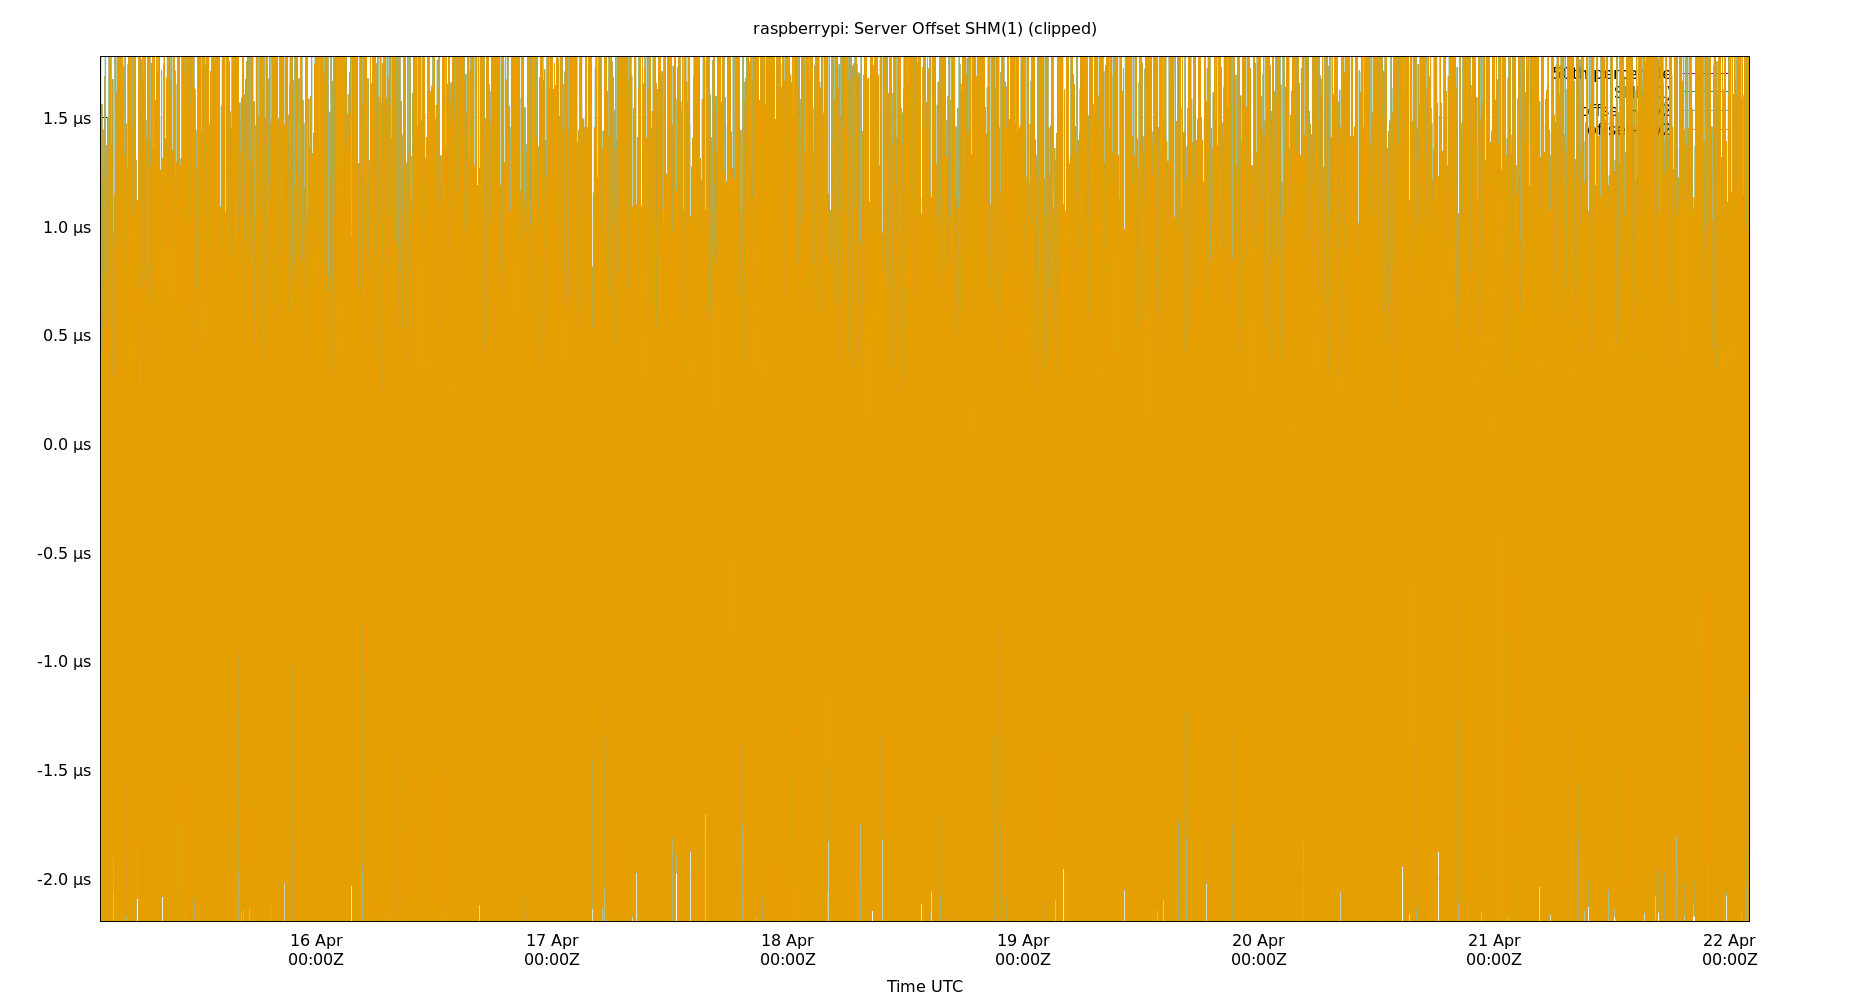 raspberrypi: Server Offset SHM(1) (clipped)
1.5 µs
1.0 µs
0.5 µs
0.0 µs
-0.5 µs
-1.0 µs
-1.5 µs
-2.0 µs
16 Apr 17 Apr 18 Apr 19 Apr 20 Apr 21 Apr 22 Apr
00:00Z 00:00Z 00:00Z 00:00Z 00:00Z 00:00Z 00:00Z
Time UTC